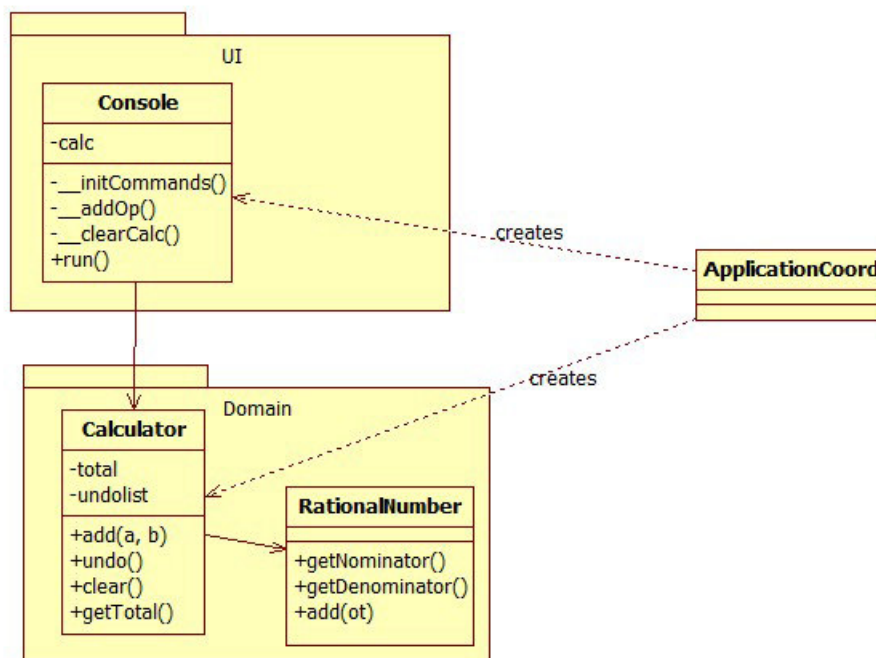 UI
Console
-calc
-__initCommands()
-__addOp()
-__clearCalc()
+run()
creates
ApplicationCoord
creates
Domain
Calculator
-total
-undolist
+add(a, b)
+undo()
+clear()
+getTotal()
RationalNumber
+getNominator()
+getDenominator()
+add(ot)